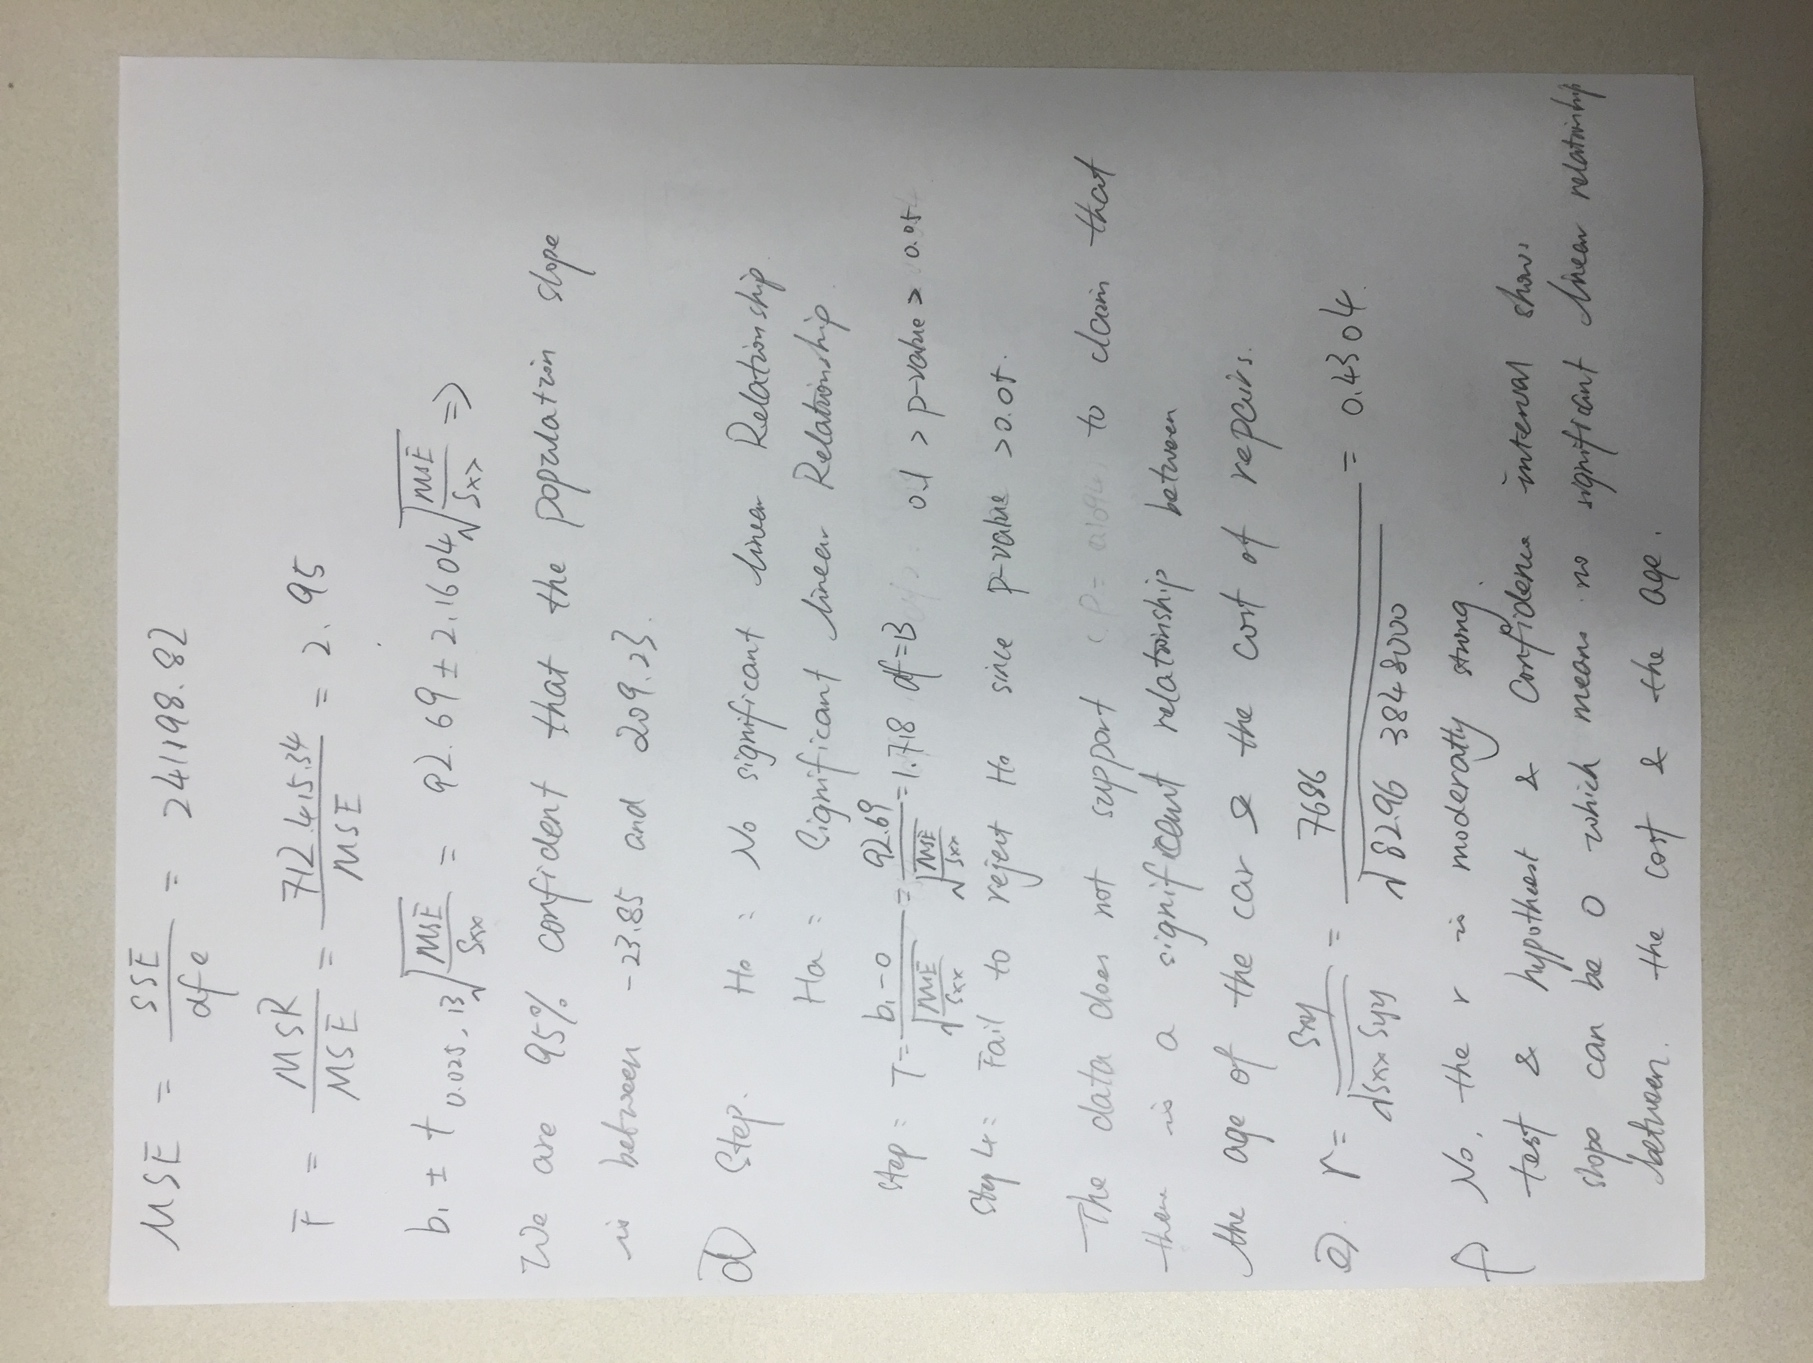 MSE = SSE / dfe = 241198.82
F = MSR / MSE = 712415.34 / MSE = 2.95
b₁ ± t 0.025, 13 √(MSE / Sxx) = 92.69 ± 2.1604 √(MSE / Sxx) =>
We are 95% confident that the population slope
is between -23.85 and 209.23.
d) Step. Ho: No significant linear Relationship
Ha: Significant linear Relationship.
Step = T = (b₁-0) / √(MSE / Sxx) = 92.69 / √(MSE / Sxx) = 1.718 df=13 0.1 > p-value > 0.05
Step 4: Fail to reject Ho since p-value > 0.05.
The data does not support (p= to claim that
there is a significant relationship between
the age of the car & the cost of repairs.
e). r = Sxy / √(Sxx Syy) = 7686 / √(82.96 3848000) = 0.4304.
f) No, the r is moderatly strong
test & hypothest & Confidence interval shows
slope can be 0 which means no significant linear relationship
between. the cost & the age.